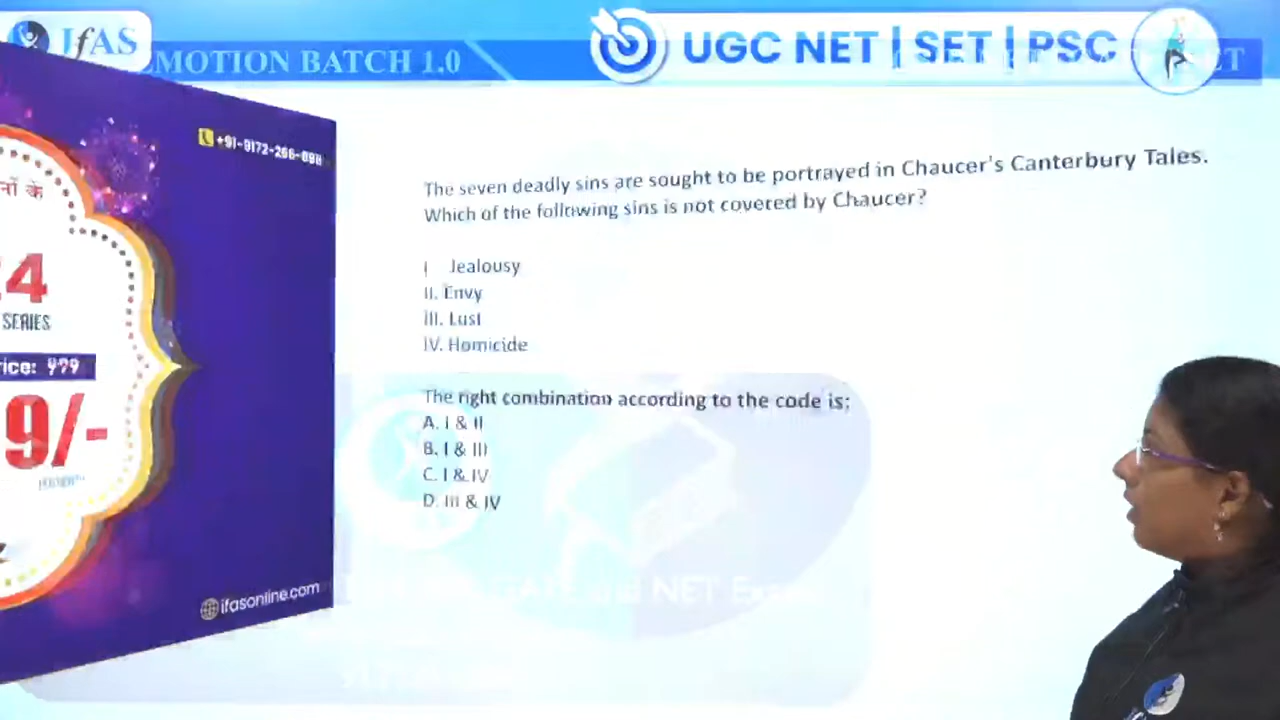 IfAS
MOTION BATCH 1.0
UGC NET | SET | PSC
+91-9172-266-898
नों के
4
SERIES
rice: 999
9/-
ifasonline.com
The seven deadly sins are sought to be portrayed in Chaucer's Canterbury Tales.
Which of the following sins is not covered by Chaucer?
I Jealousy
II. Envy
III. Lust
IV. Homicide
The right combination according to the code is;
A. I & II
B. I & III
C. I & IV
D. III & IV